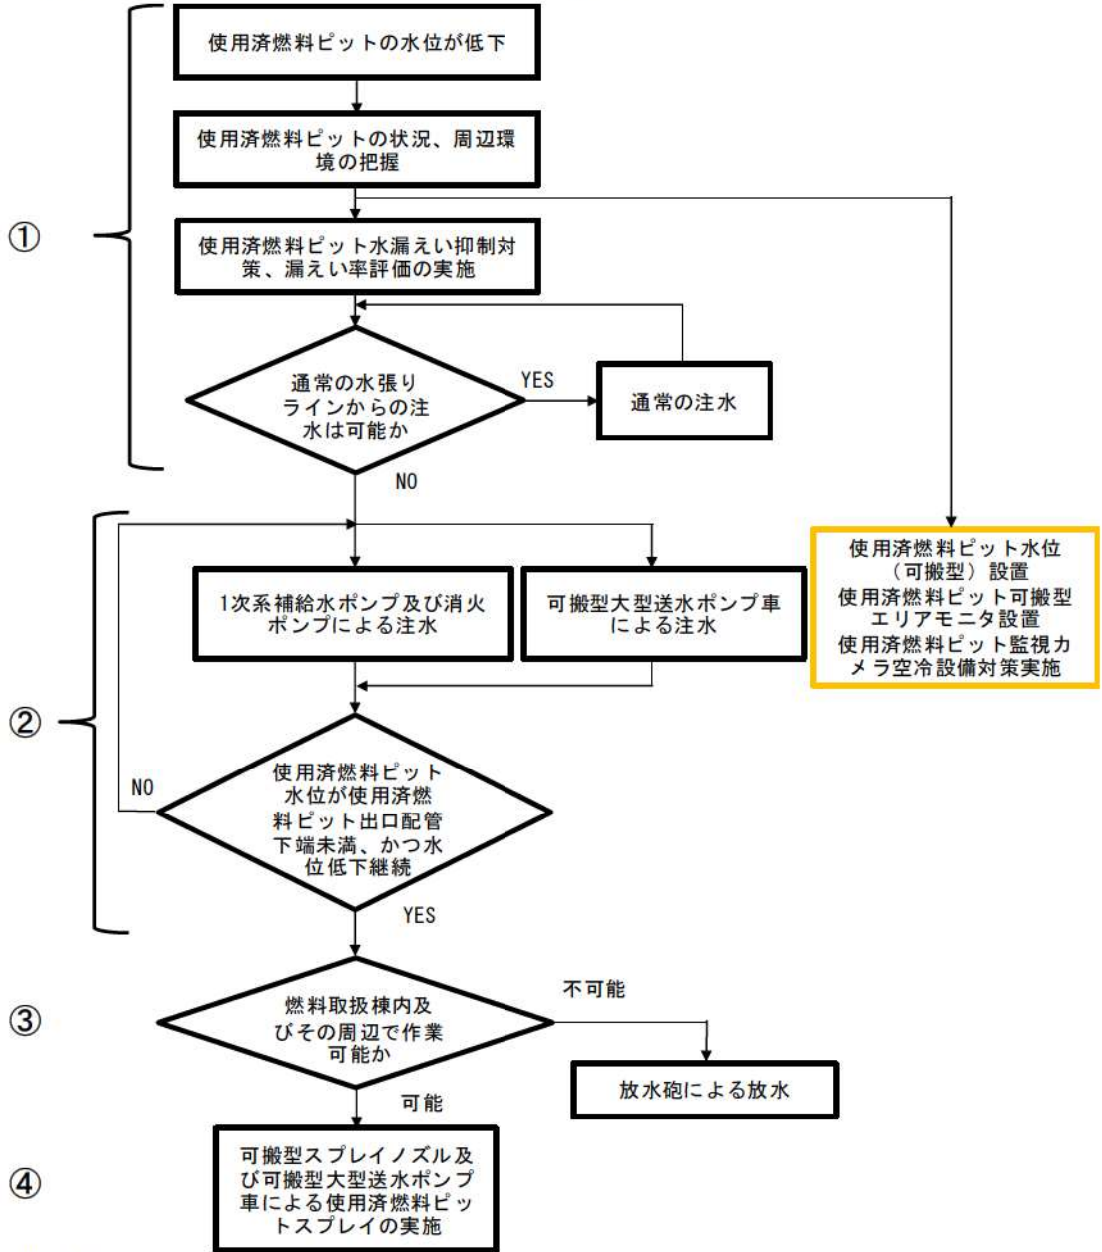 使用済燃料ピットの水位が低下
使用済燃料ピットの状況、周辺環
境の把握
①
使用済燃料ピット水漏えい抑制対
策、漏えい率評価の実施
通常の水張り
ラインからの注
水は可能か
YES
通常の注水
NO
1次系補給水ポンプ及び消火
ポンプによる注水
可搬型大型送水ポンプ車
による注水
使用済燃料ピット水位
（可搬型）設置
使用済燃料ピット可搬型
エリアモニタ設置
使用済燃料ピット監視カ
メラ空冷設備対策実施
②
NO
使用済燃料ピット
水位が使用済燃
料ピット出口配管
下端未満、かつ水
位低下継続
YES
③
燃料取扱棟内及
びその周辺で作業
可能か
不可能
放水砲による放水
可能
④
可搬型スプレイノズル及
び可搬型大型送水ポンプ
車による使用済燃料ピッ
トスプレイの実施